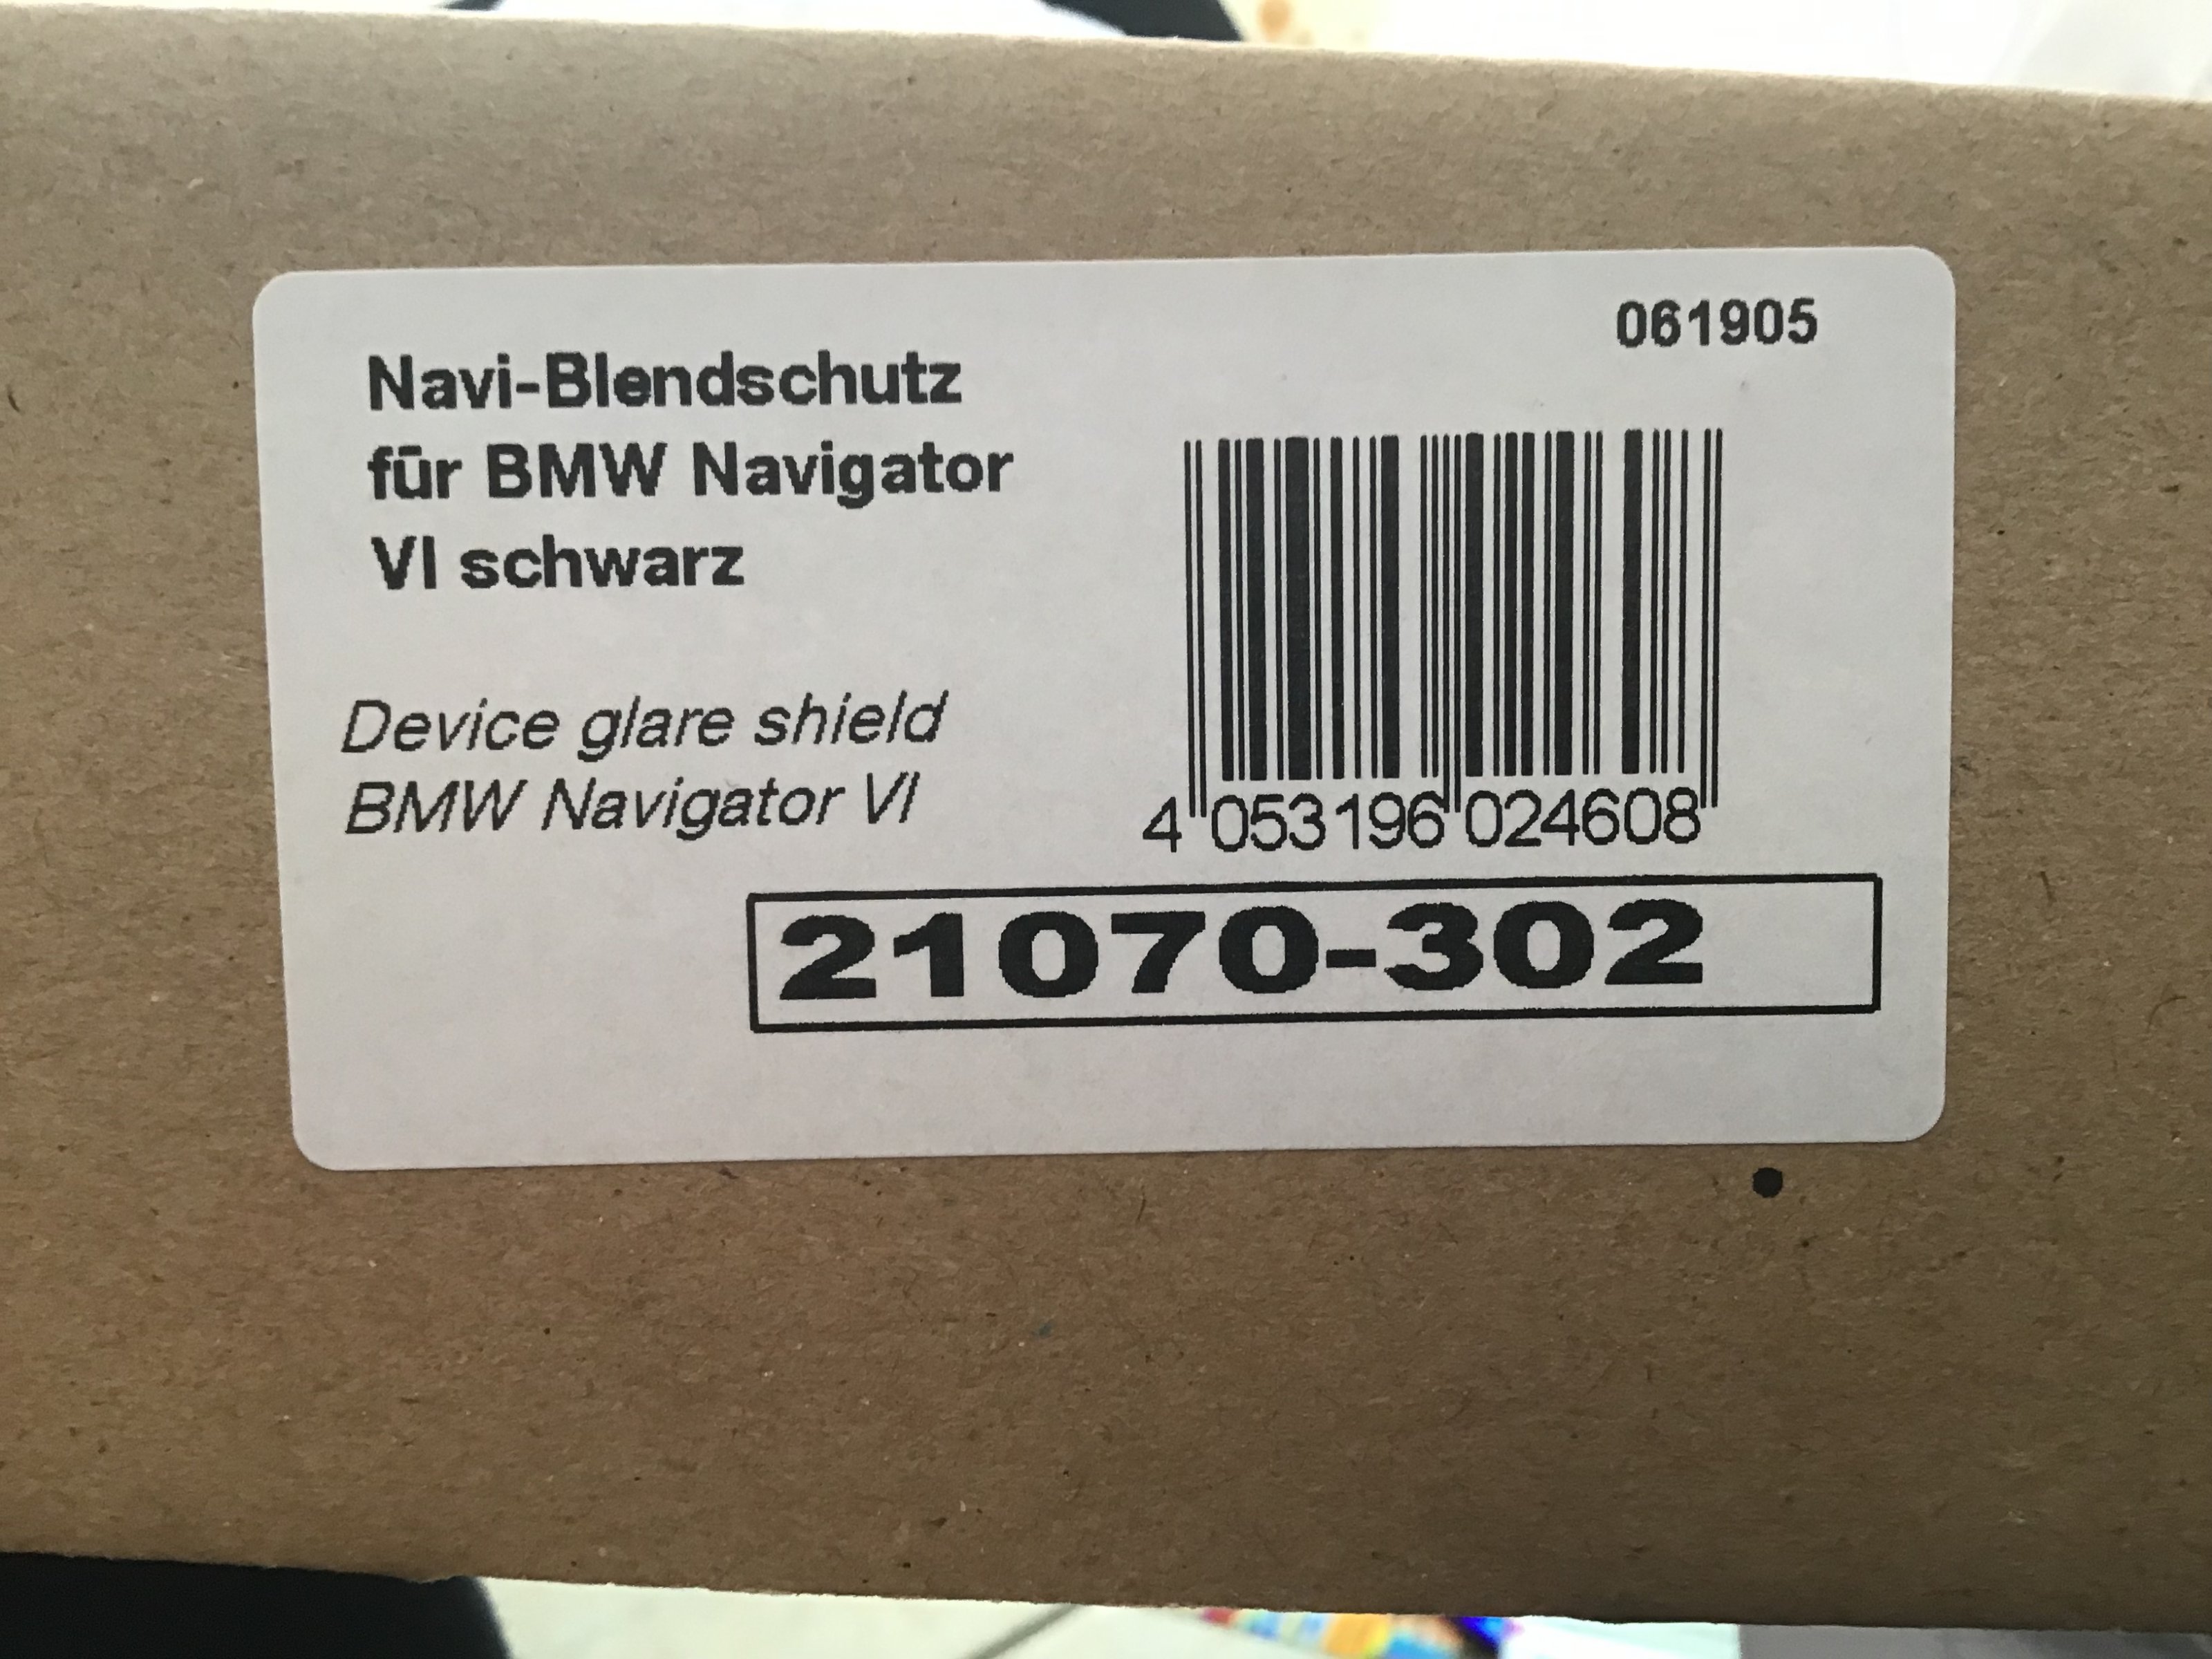 061905
Navi-Blendschutz
für BMW Navigator
VI schwarz
Device glare shield
BMW Navigator VI
4 053196 024608
21070-302